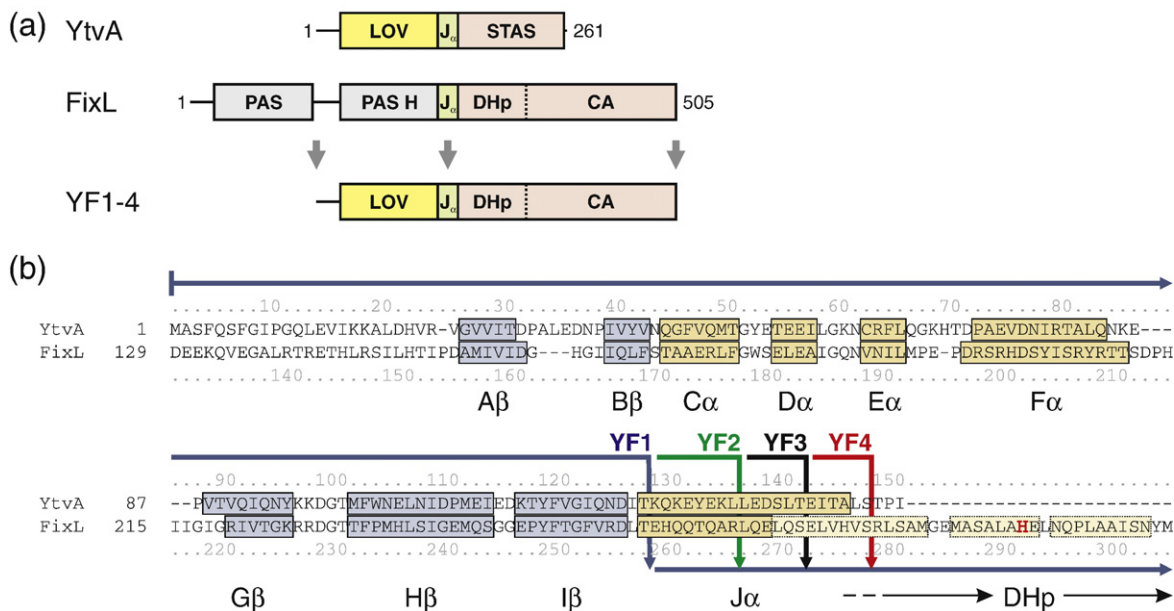 (a)
YtvA 1 LOV Jα STAS 261
FixL 1 PAS PAS H Jα DHp CA 505
YF1-4 LOV Jα DHp CA
(b)
10 20 30 40 50 60 70 80
YtvA 1 MASFQSFGIPGQLEVIKKALDHVR-VGVVITDPALEDNPIVYVNQGFVQMTGYETEEILGKNCRFLQGKHTDPAEVDNIRTALQNKE---
FixL 129 DEEKQVEGALRTRETHLRSILHTIPDAMIVIDG---HGIIQLFSTAAERLFGWSELEAIGQNVNILMPE-PDRSRHDSYISRYRTTSDPH
140 150 160 170 180 190 200 210
Aβ Bβ Cα Dα Eα Fα
YF1 YF2 YF3 YF4
90 100 110 120 130 140 150
YtvA 87 --PVTVQIQNYKKDGTMFWNELNIDPMEIEDKTYFVGIQNDITKQKEYEKLLEDSLTEITALSTPI-------------------------
FixL 215 IIGIGRIVTGKRRDGTTFPMHLSIGEMQSGGEPYFTGFVRDLTEHQQTQARLQELQSELVHVSRLSAMGEMASALAHELNQPLAAISNYM
220 230 240 250 260 270 280 290 300
Gβ Hβ Iβ Jα DHp